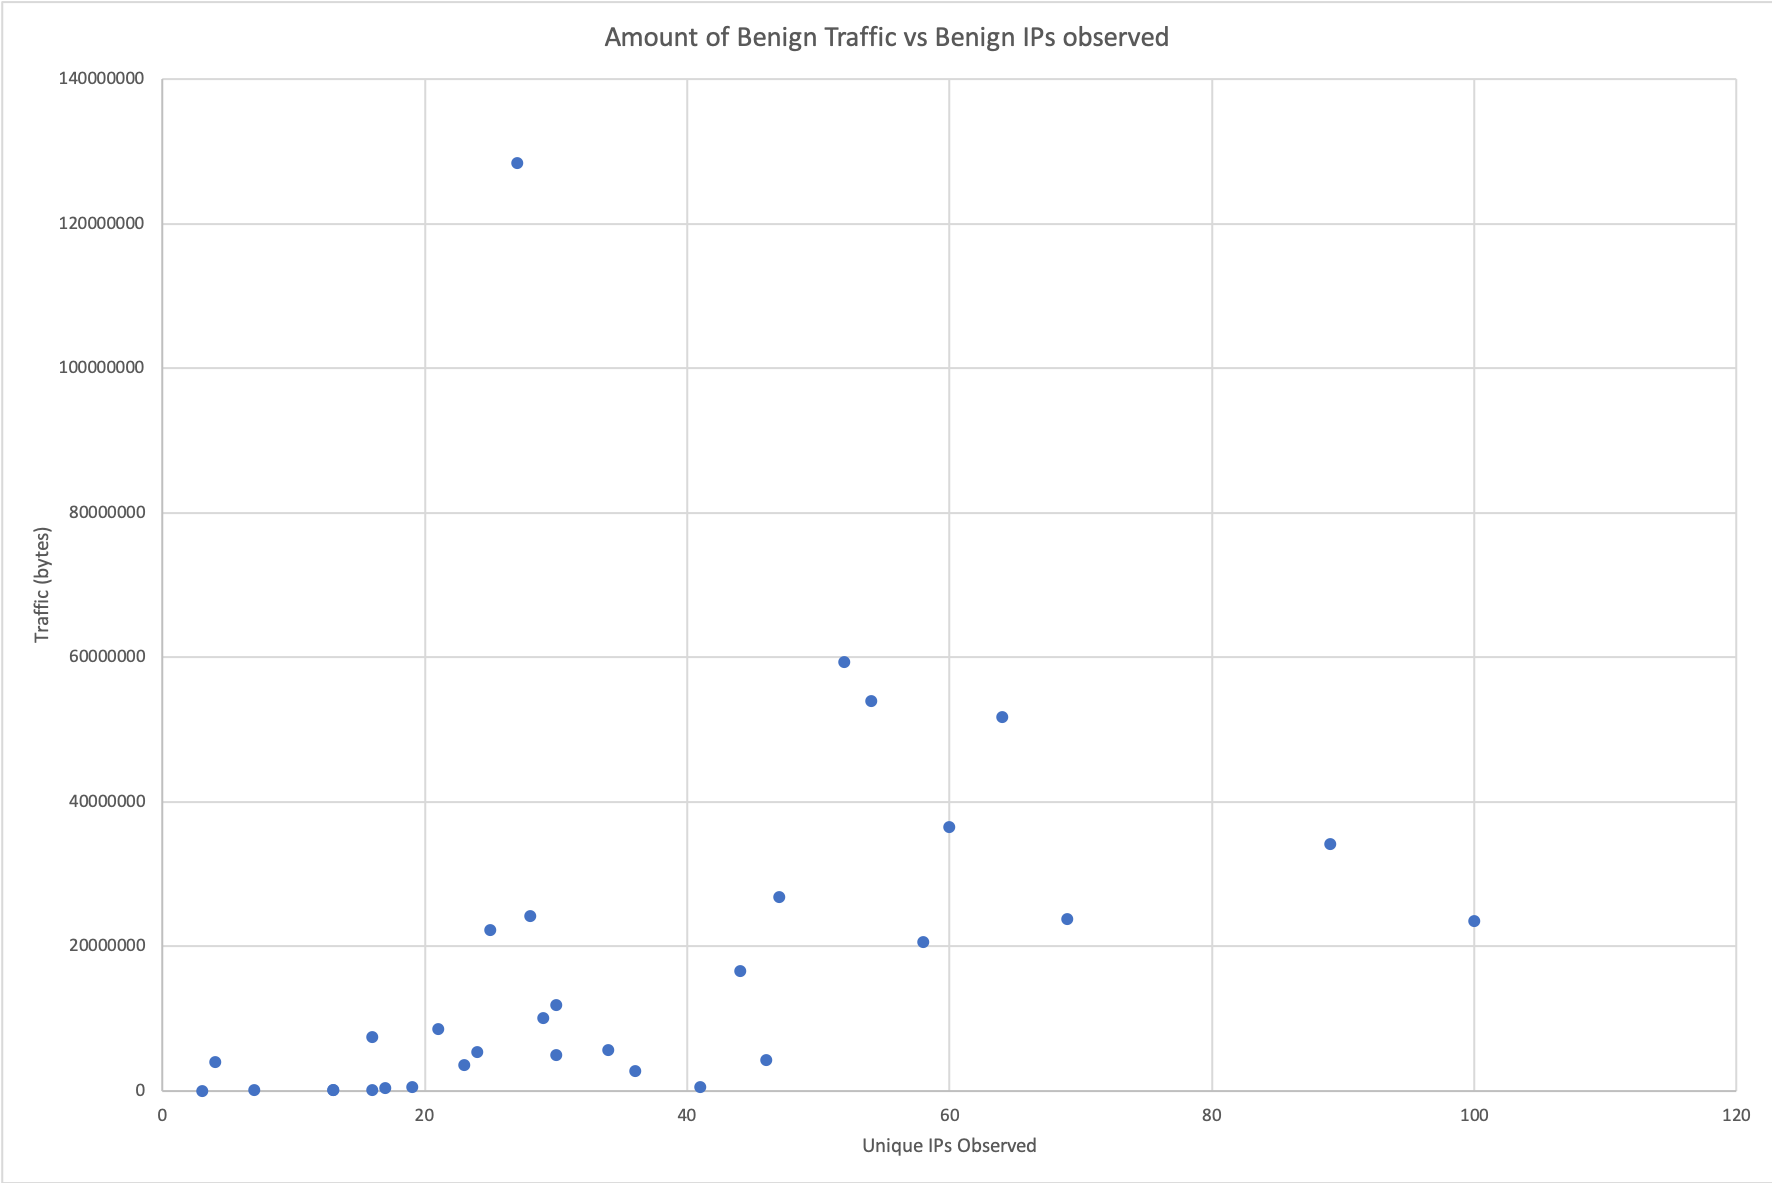 Amount of Benign Traffic vs Benign IPs observed
140000000
120000000
100000000
80000000
60000000
40000000
20000000
0
Traffic (bytes)
0 20 40 60 80 100 120
Unique IPs Observed